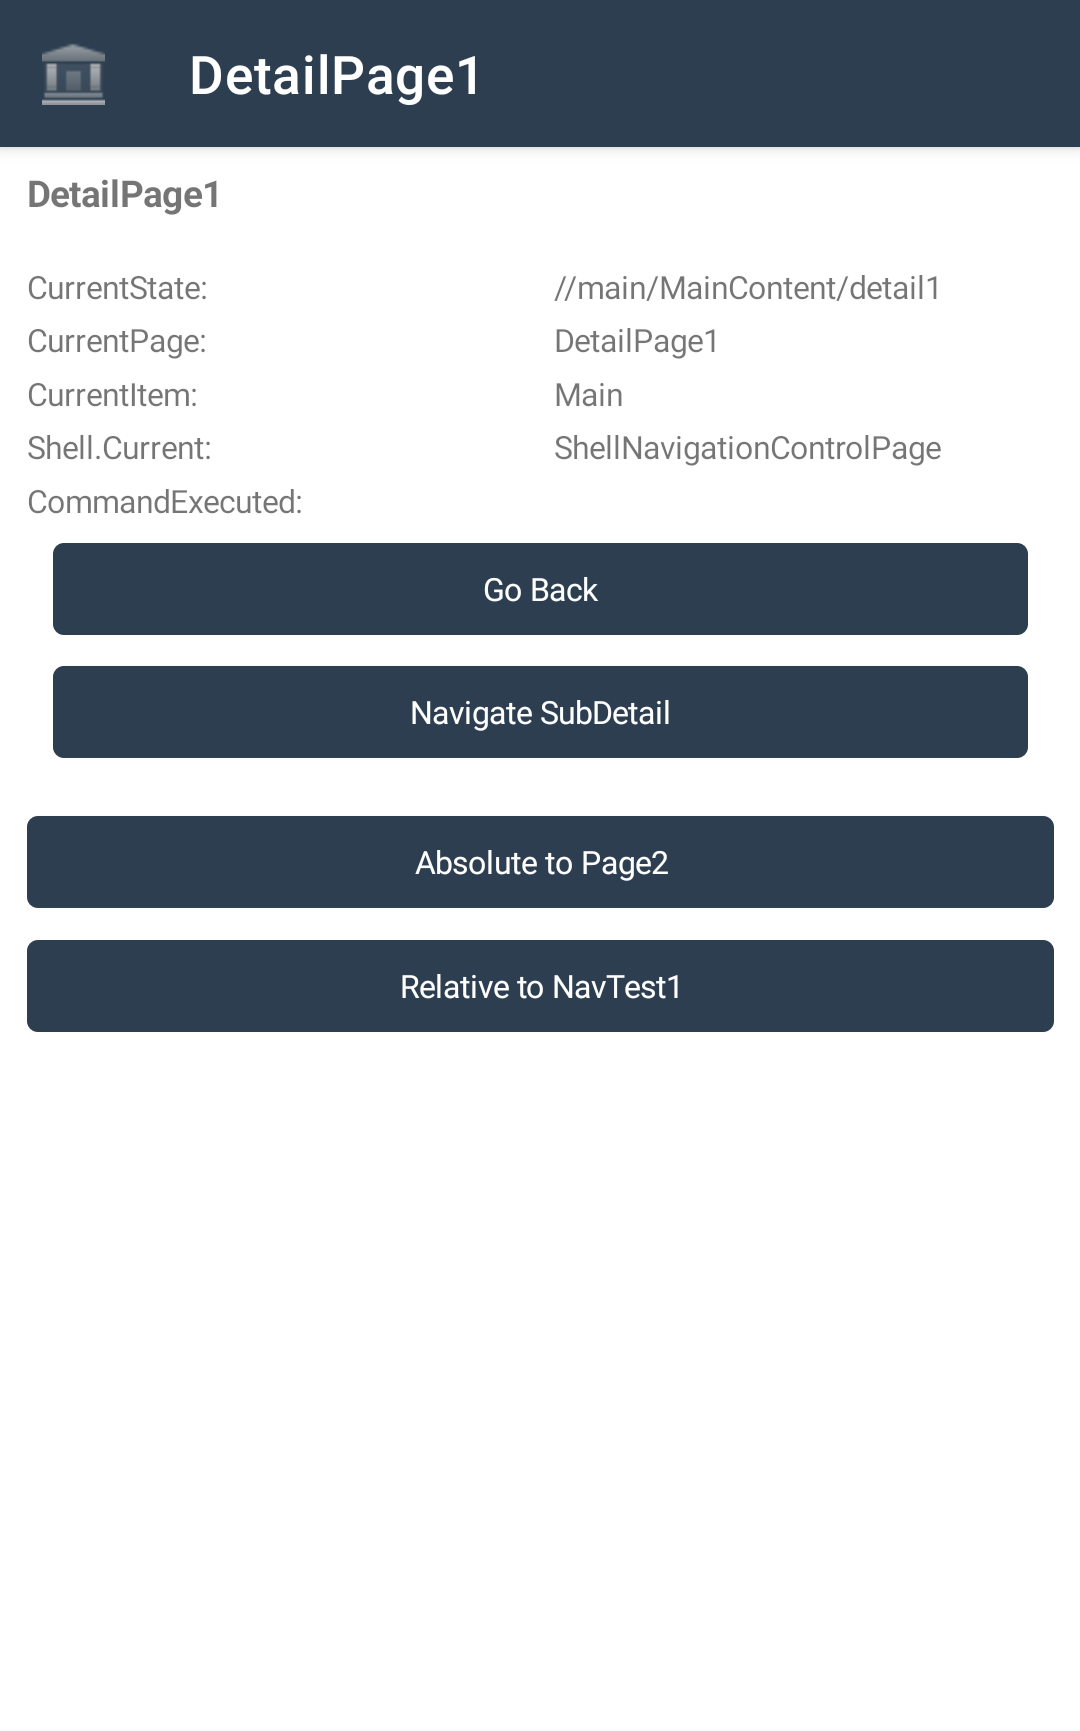 DetailPage1
DetailPage1
CurrentState: //main/MainContent/detail1
CurrentPage: DetailPage1
CurrentItem: Main
Shell.Current: ShellNavigationControlPage
CommandExecuted:
Go Back
Navigate SubDetail
Absolute to Page2
Relative to NavTest1